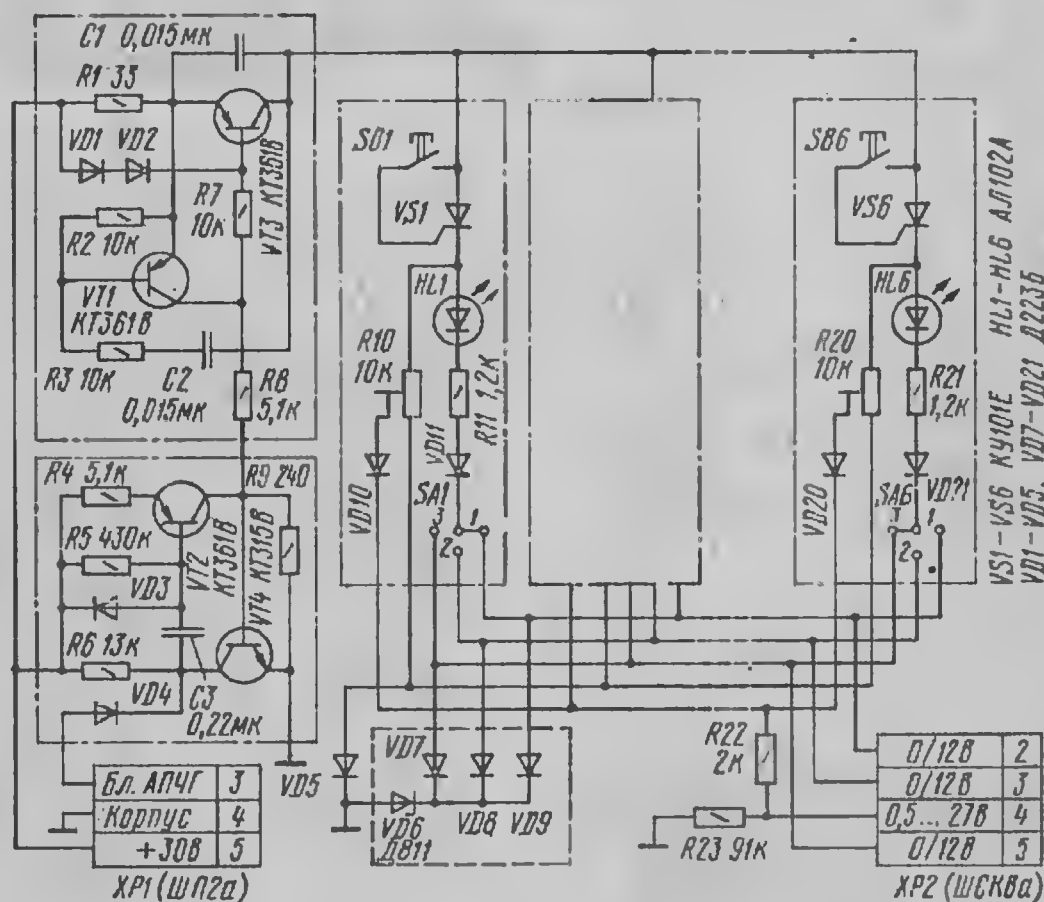 C1 0,015мк
R1 33
VD1 VD2
R7
10к
VT3 КТ361В
R2 10к
VT1
КТ361В
R3 10к
C2
0,015мк
R8
5,1к
SB1
VS1
HL1
R10
10к
R11 1,2к
VD11
VD10
SA1
3
1
2
SB6
VS6
HL6
R20
10к
R21
1,2к
VD20
SA6
VD21
3
1
2
VS1-VS6 КУ101Е HL1-HL6 АЛ102А
VD1-VD5, VD7-VD21 Д223Б
R4 5,1к
R9 240
R5 430к
VT2
КТ361В
VT4 КТ315В
VD3
R6 13к
VD4
C3
0,22мк
VD5
VD7
VD6
Д811
VD8 VD9
R22
2к
R23 91к
Бл. АПЧГ 3
Корпус 4
+30В 5
XP1 (ШП2а)
0/12В 2
0/12В 3
0,5... 27В 4
0/12В 5
XP2 (ШСКВа)